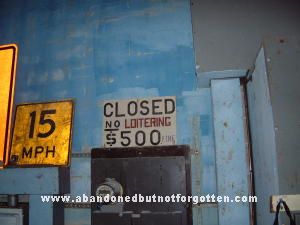 15
MPH
CLOSED
NO LOITERING
$500 FINE
www.abandonedbutnotforgotten.com